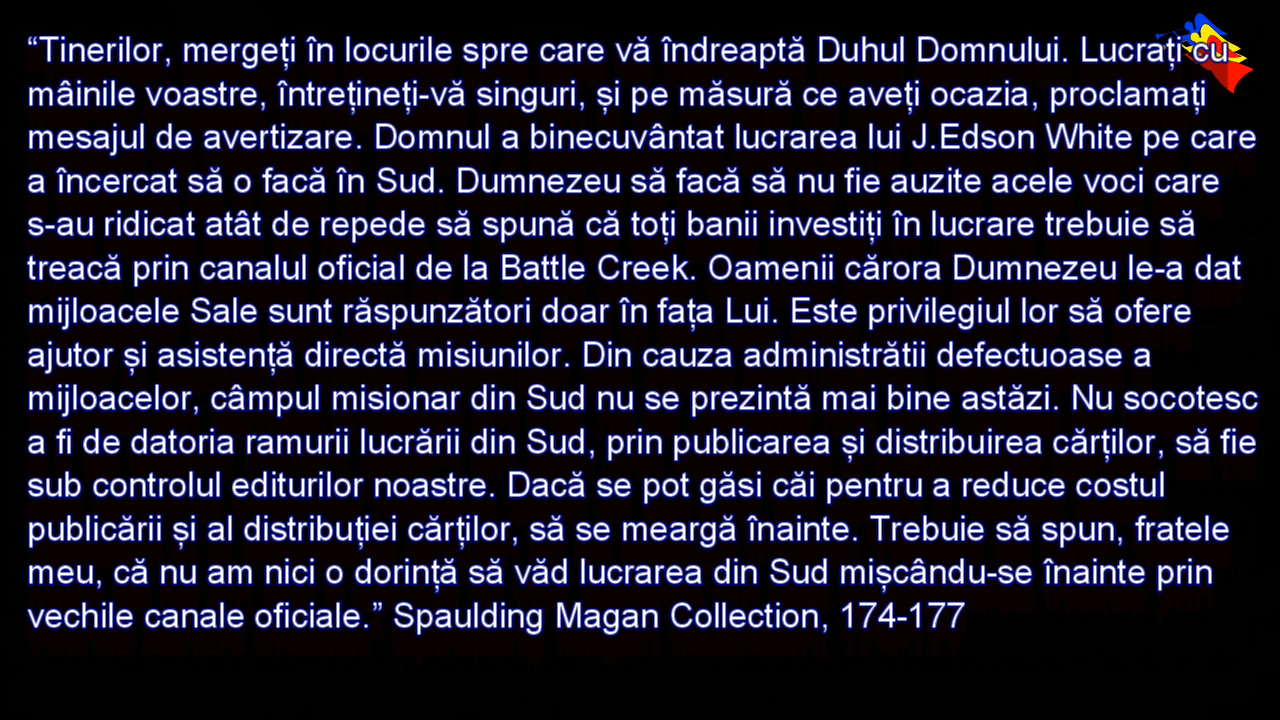 “Tinerilor, mergeți în locurile spre care vă îndreaptă Duhul Domnului. Lucrați cu
mâinile voastre, întrețineți-vă singuri, și pe măsură ce aveți ocazia, proclamați
mesajul de avertizare. Domnul a binecuvântat lucrarea lui J.Edson White pe care
a încercat să o facă în Sud. Dumnezeu să facă să nu fie auzite acele voci care
s-au ridicat atât de repede să spună că toți banii investiți în lucrare trebuie să
treacă prin canalul oficial de la Battle Creek. Oamenii cărora Dumnezeu le-a dat
mijloacele Sale sunt răspunzători doar în fața Lui. Este privilegiul lor să ofere
ajutor și asistență directă misiunilor. Din cauza administrătii defectuoase a
mijloacelor, câmpul misionar din Sud nu se prezintă mai bine astăzi. Nu socotesc
a fi de datoria ramurii lucrării din Sud, prin publicarea și distribuirea cărților, să fie
sub controlul editurilor noastre. Dacă se pot găsi căi pentru a reduce costul
publicării și al distribuției cărților, să se meargă înainte. Trebuie să spun, fratele
meu, că nu am nici o dorință să văd lucrarea din Sud mișcându-se înainte prin
vechile canale oficiale.” Spaulding Magan Collection, 174-177